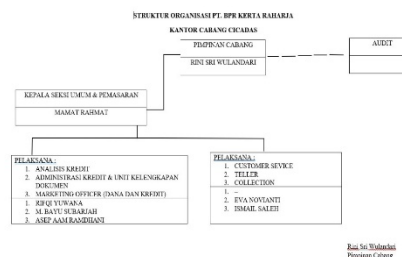 STRUKTUR ORGANISASI PT. BPR KERTA RAHARJA
KANTOR CABANG CICADAS
PIMPINAN CABANG
RINI SRI WULANDARI
AUDIT
KEPALA SEKSI UMUM & PEMASARAN
MAMAT RAHMAT
PELAKSANA :
1. ANALISIS KREDIT
2. ADMINISTRASI KREDIT & UNIT KELENGKAPAN
DOKUMEN
3. MARKETING OFFICER (DANA DAN KREDIT)
1. RIFQI YUWANA
2. M. BAYU SUBARJAH
3. ASEP AAM RAMDHANI
PELAKSANA :
1. CUSTOMER SEVICE
2. TELLER
3. COLLECTION
1. –
2. EVA NOVIANTI
3. ISMAIL SALEH
Rini Sri Wulandari
Pimpinan Cabang